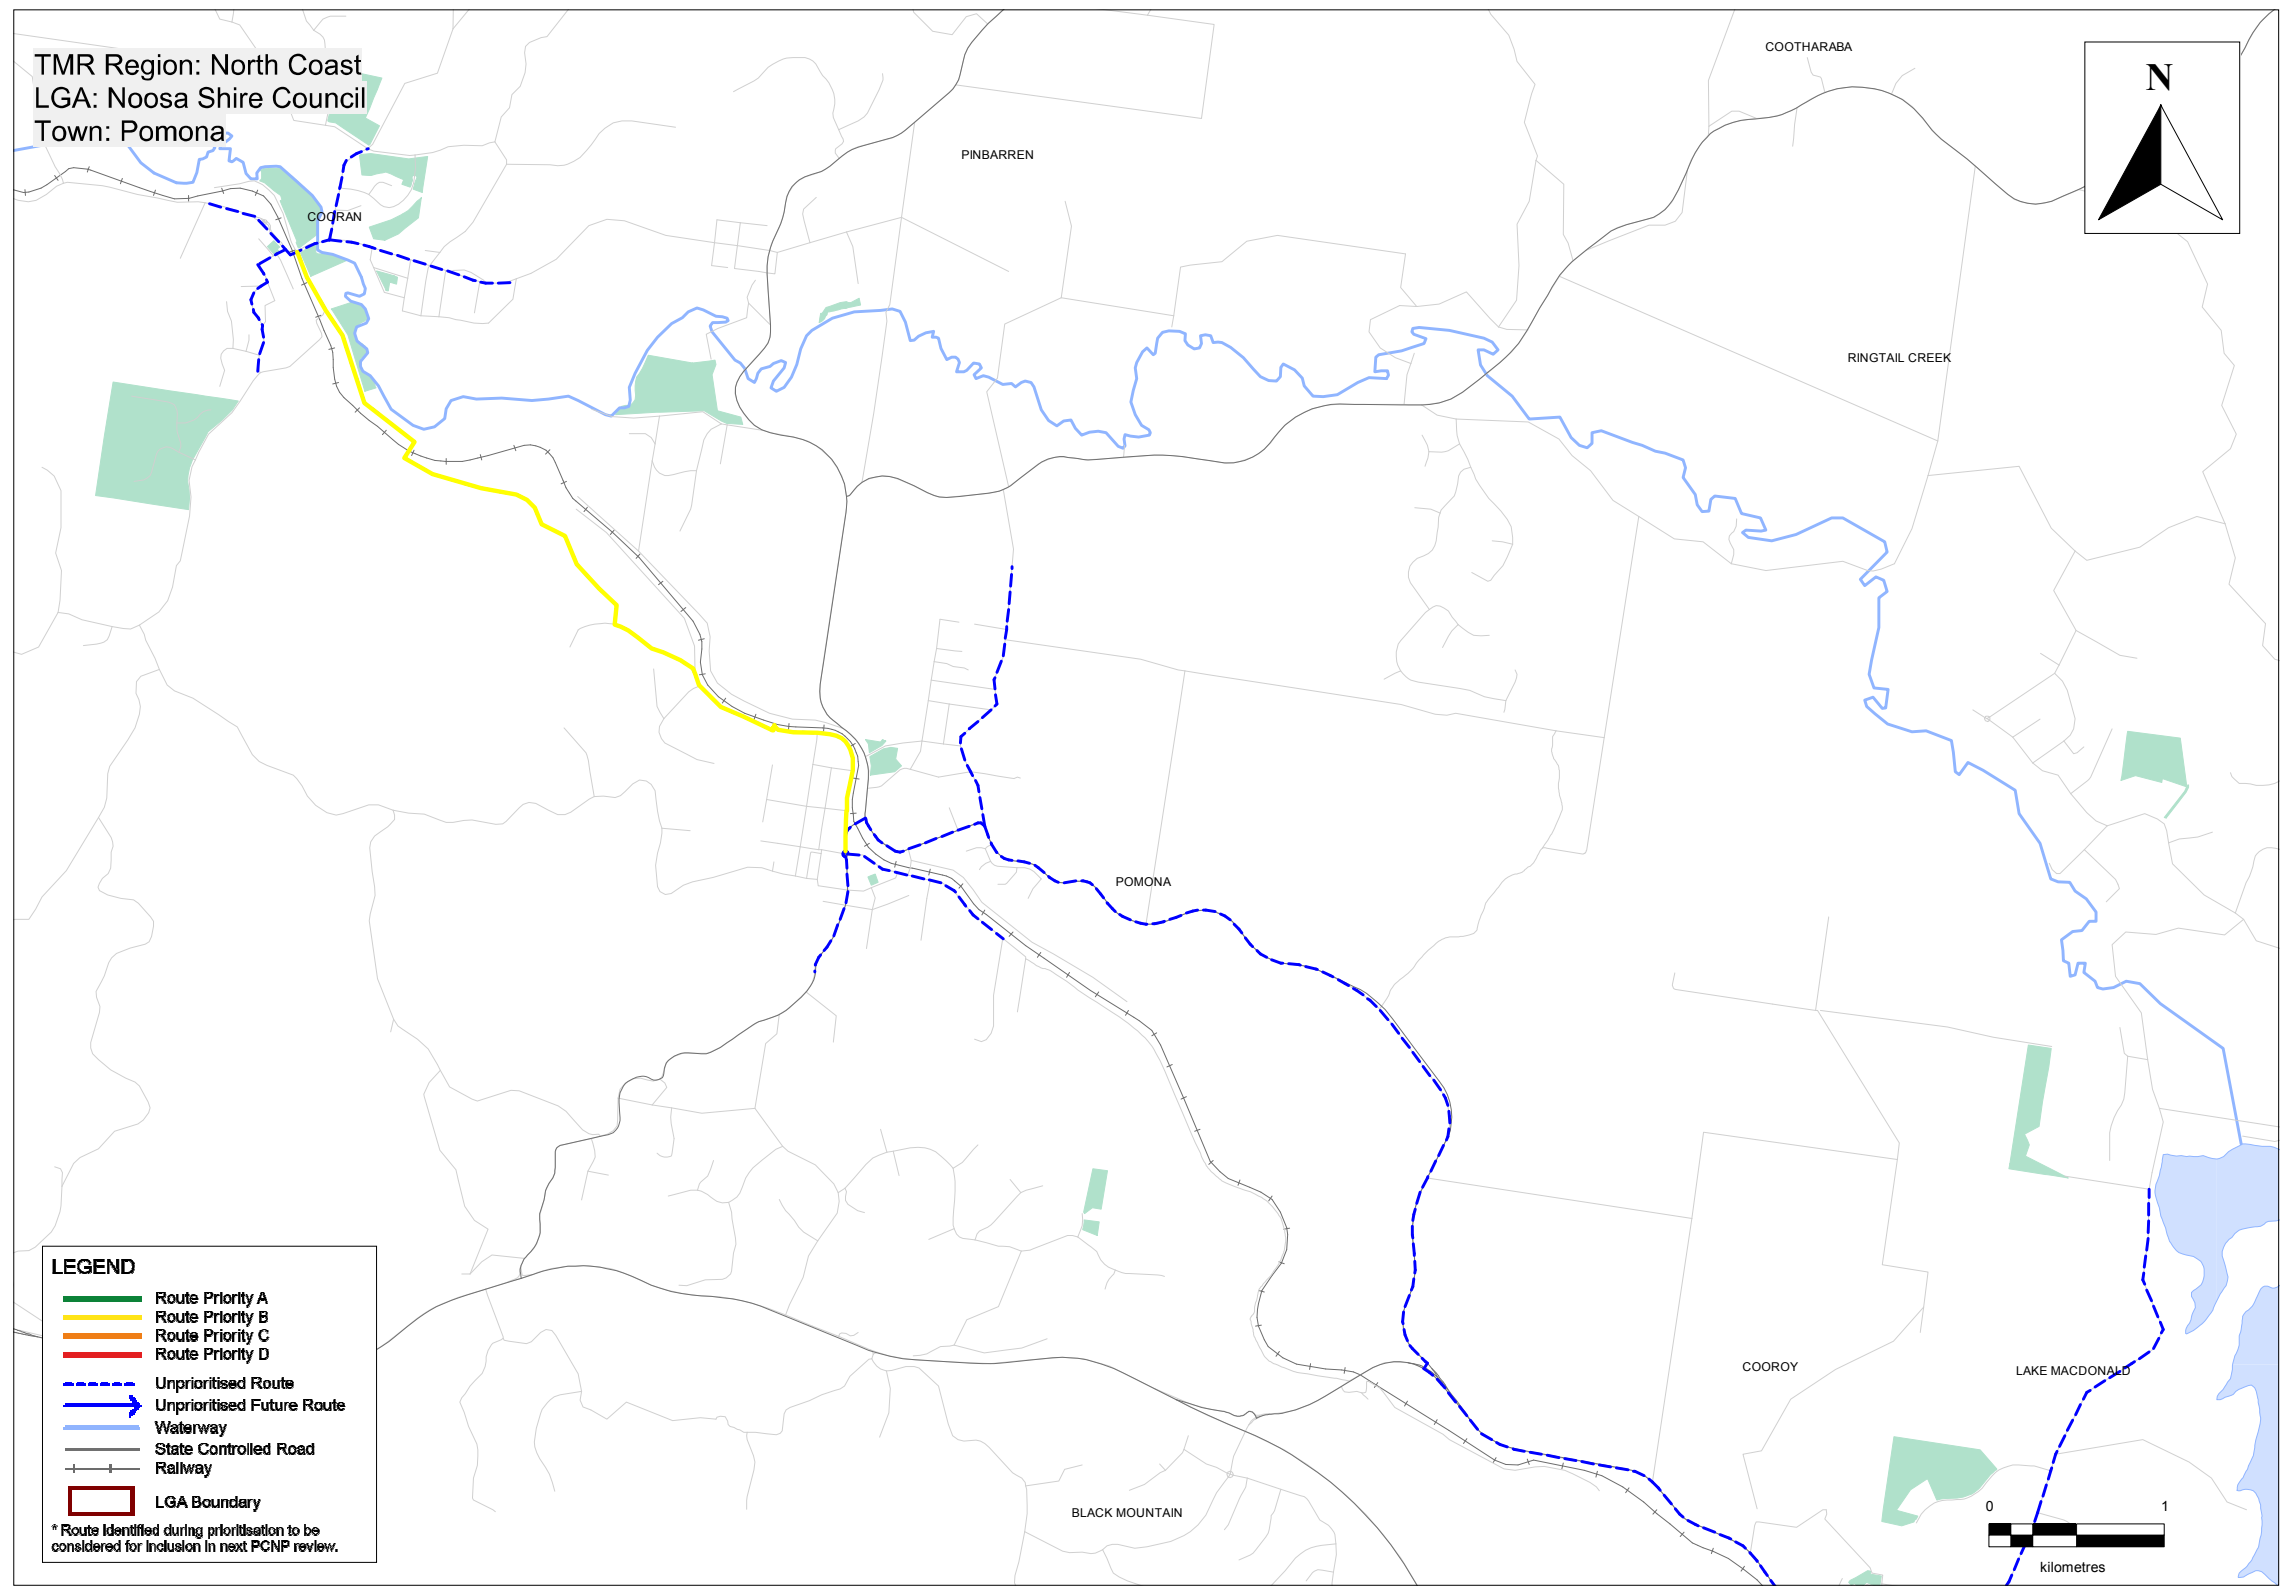 TMR Region: North Coast
LGA: Noosa Shire Council
Town: Pomona
COOTHARABA
N
PINBARREN
COORAN
RINGTAIL CREEK
POMONA
COOROY
LAKE MACDONALD
BLACK MOUNTAIN
LEGEND
Route Priority A
Route Priority B
Route Priority C
Route Priority D
Unprioritised Route
Unprioritised Future Route
Waterway
State Controlled Road
Railway
LGA Boundary
* Route identified during prioritisation to be
considered for inclusion in next PCNP review.
0 1
kilometres